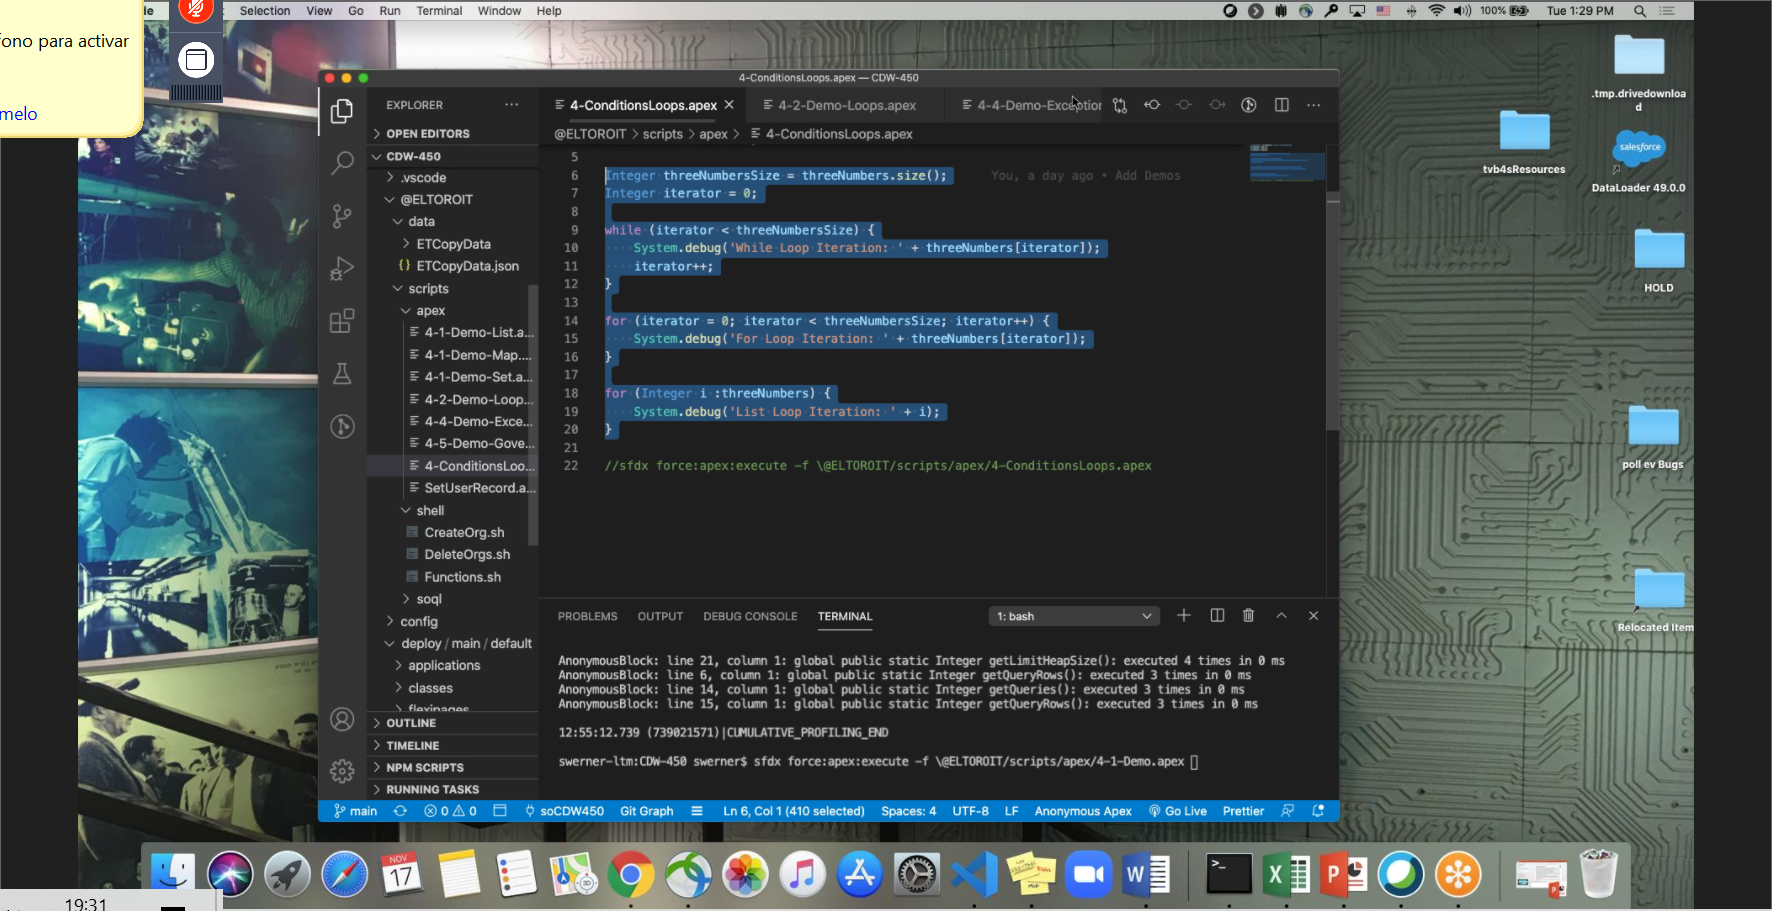 fono para activar
melo
le
Selection View Go Run Terminal Window Help
100% Tue 1:29 PM
4-ConditionsLoops.apex — CDW-450
EXPLORER
4-ConditionsLoops.apex
4-2-Demo-Loops.apex
4-4-Demo-Exception
@ELTOROIT > scripts > apex > 4-ConditionsLoops.apex
OPEN EDITORS
CDW-450
.vscode
@ELTOROIT
data
ETCopyData
{} ETCopyData.json
scripts
apex
4-1-Demo-List.a...
4-1-Demo-Map....
4-1-Demo-Set.a...
4-2-Demo-Loop...
4-4-Demo-Exce...
4-5-Demo-Gove...
4-ConditionsLoo...
SetUserRecord.a...
shell
CreateOrg.sh
DeleteOrgs.sh
Functions.sh
soql
config
deploy / main / default
applications
classes
flexipages
OUTLINE
TIMELINE
NPM SCRIPTS
RUNNING TASKS
5
6 Integer threeNumbersSize = threeNumbers.size(); You, a day ago • Add Demos
7 Integer iterator = 0;
8
9 while (iterator < threeNumbersSize) {
10 System.debug('While Loop Iteration: ' + threeNumbers[iterator]);
11 iterator++;
12 }
13
14 for (iterator = 0; iterator < threeNumbersSize; iterator++) {
15 System.debug('For Loop Iteration: ' + threeNumbers[iterator]);
16 }
17
18 for (Integer i :threeNumbers) {
19 System.debug('List Loop Iteration: ' + i);
20 }
21
22 //sfdx force:apex:execute -f \@ELTOROIT/scripts/apex/4-ConditionsLoops.apex
PROBLEMS OUTPUT DEBUG CONSOLE TERMINAL
1: bash
AnonymousBlock: line 21, column 1: global public static Integer getLimitHeapSize(): executed 4 times in 0 ms
AnonymousBlock: line 6, column 1: global public static Integer getQueryRows(): executed 3 times in 0 ms
AnonymousBlock: line 14, column 1: global public static Integer getQueries(): executed 3 times in 0 ms
AnonymousBlock: line 15, column 1: global public static Integer getQueryRows(): executed 3 times in 0 ms
12:55:12.739 (739021571)|CUMULATIVE_PROFILING_END
swerner-ltm:CDW-450 swerner$ sfdx force:apex:execute -f \@ELTOROIT/scripts/apex/4-1-Demo.apex
main 0 0 soCDW450 Git Graph Ln 6, Col 1 (410 selected) Spaces: 4 UTF-8 LF Anonymous Apex Go Live Prettier
.tmp.drivedownloa
d
tvb4sResources
salesforce
DataLoader 49.0.0
HOLD
poll ev Bugs
Relocated Item
NOV
17
19:31